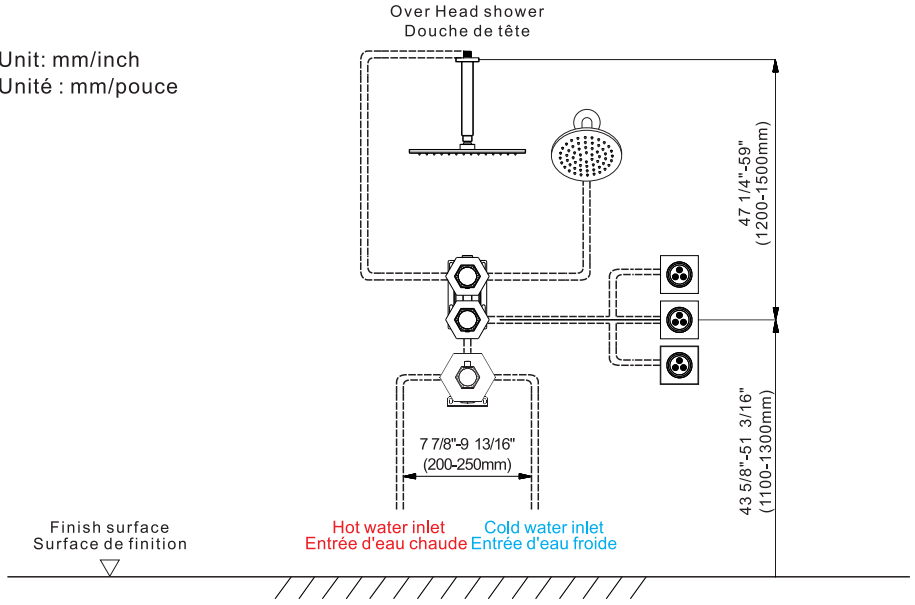 Over Head shower
Douche de tête
Unit: mm/inch
Unité : mm/pouce
47 1/4"-59"
(1200-1500mm)
7 7/8"-9 13/16"
(200-250mm)
43 5/8"-51 3/16"
(1100-1300mm)
Finish surface
Surface de finition
Hot water inlet
Entrée d'eau chaude
Cold water inlet
Entrée d'eau froide